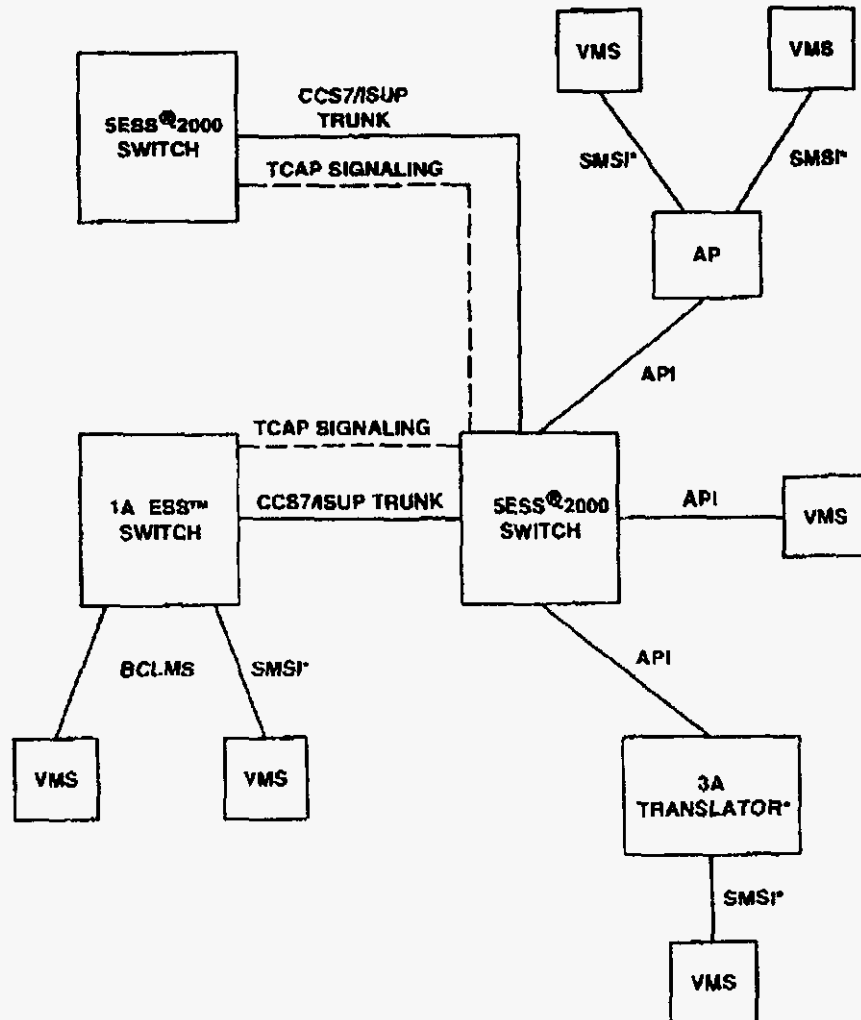 VMS
VMS
5ESS®2000
SWITCH
CCS7/ISUP
TRUNK
TCAP SIGNALING
SMSI*
SMSI*
AP
API
TCAP SIGNALING
1A ESS™
SWITCH
CCS7/ISUP TRUNK
5ESS®2000
SWITCH
API
VMS
BCLMS
SMSI*
API
VMS
VMS
3A
TRANSLATOR*
SMSI*
VMS